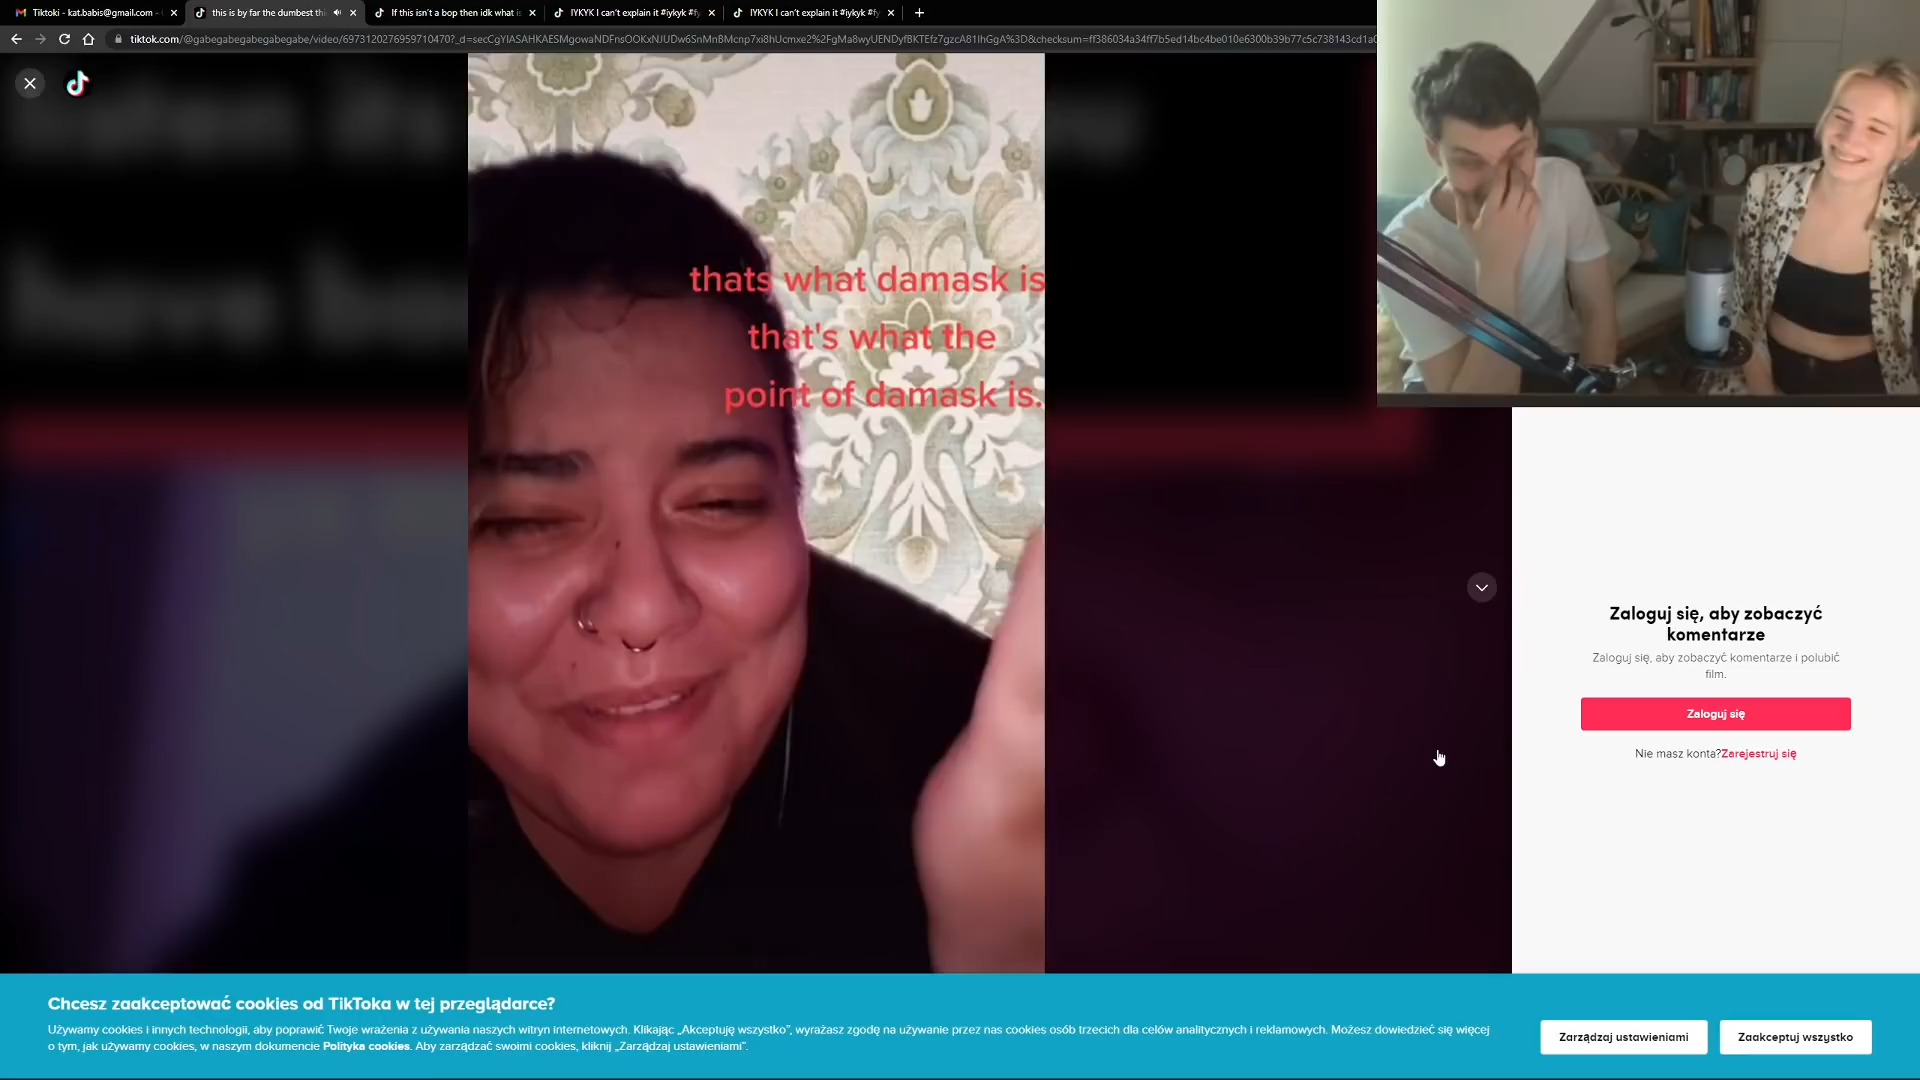 Tiktoki - kat.babis@gmail.com -
this is by far the dumbest thi
If this isn't a bop then idk what is
IYKYK I can't explain it #iykyk #f
IYKYK I can't explain it #iykyk #f
thats what damask is
that's what the
point of damask is.
Zaloguj się, aby zobaczyć
komentarze
Zaloguj się, aby zobaczyć komentarze i polubić
film.
Zaloguj się
Nie masz konta?Zarejestruj się
Chcesz zaakceptować cookies od TikToka w tej przeglądarce?
Używamy cookies i innych technologii, aby poprawić Twoje wrażenia z używania naszych witryn internetowych. Klikając „Akceptuję wszystko”, wyrażasz zgodę na używanie przez nas cookies osób trzecich dla celów analitycznych i reklamowych. Możesz dowiedzieć się więcej
o tym, jak używamy cookies, w naszym dokumencie Polityka cookies. Aby zarządzać swoimi cookies, kliknij „Zarządzaj ustawieniami”.
Zarządzaj ustawieniami
Zaakceptuj wszystko